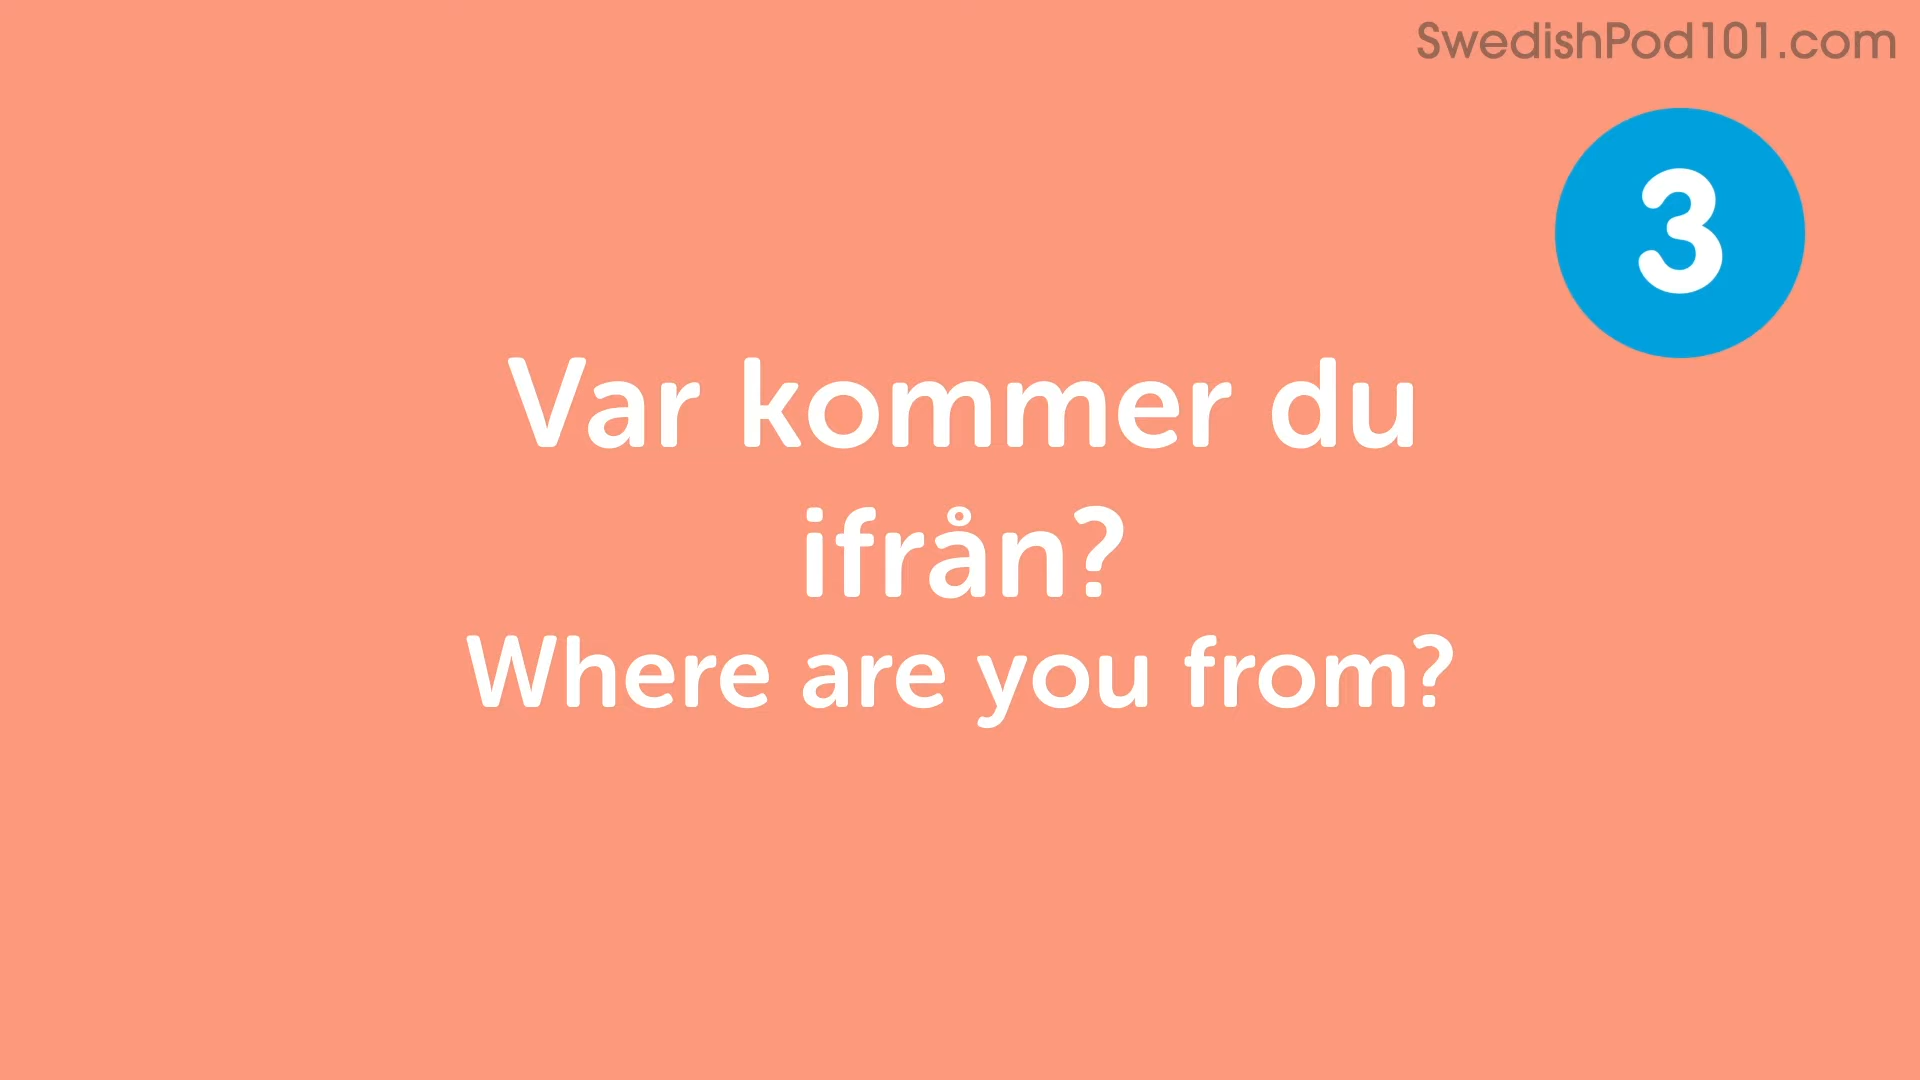 SwedishPod101.com
3
Var kommer du
ifrån?
Where are you from?